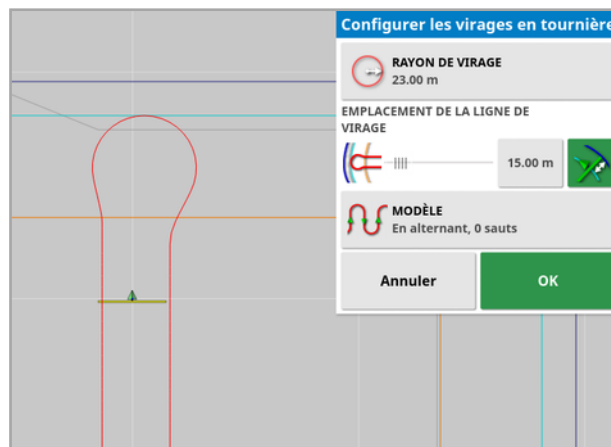 Configurer les virages en tournière
RAYON DE VIRAGE
23.00 m
EMPLACEMENT DE LA LIGNE DE
VIRAGE
15.00 m
MODÈLE
En alternant, 0 sauts
Annuler
OK